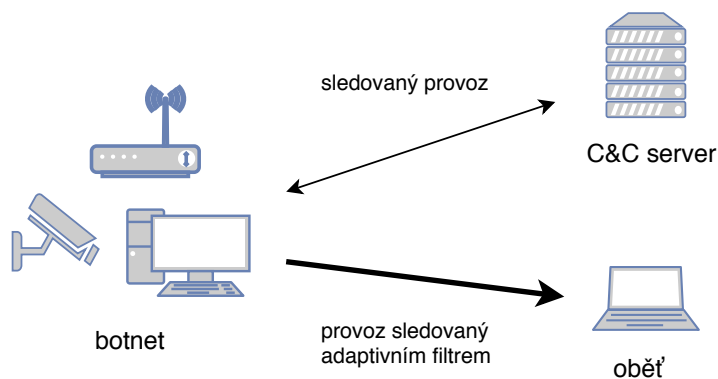 sledovaný provoz
C&C server
botnet
provoz sledovaný
adaptivním filtrem
oběť